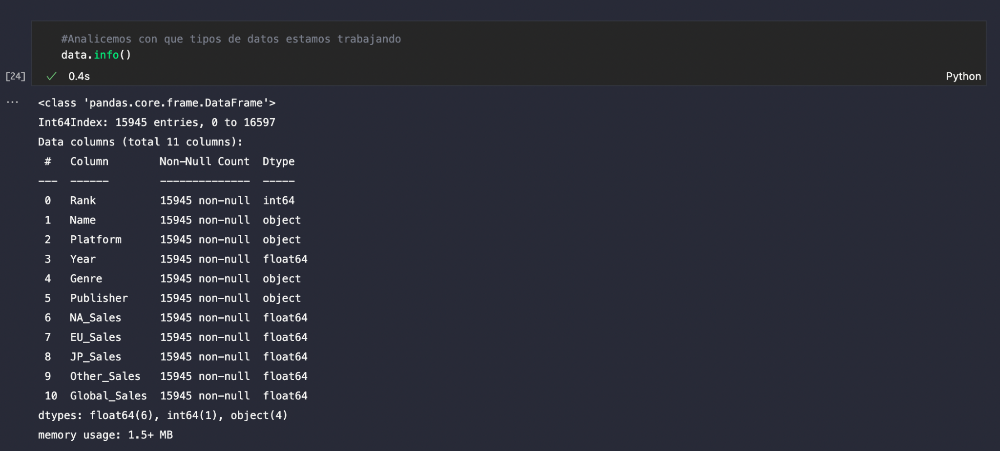 #Analicemos con que tipos de datos estamos trabajando
data.info()
[24] ✓ 0.4s Python
... <class 'pandas.core.frame.DataFrame'>
Int64Index: 15945 entries, 0 to 16597
Data columns (total 11 columns):
 #   Column        Non-Null Count  Dtype
---  ------        --------------  -----
 0   Rank          15945 non-null  int64
 1   Name          15945 non-null  object
 2   Platform      15945 non-null  object
 3   Year          15945 non-null  float64
 4   Genre         15945 non-null  object
 5   Publisher     15945 non-null  object
 6   NA_Sales      15945 non-null  float64
 7   EU_Sales      15945 non-null  float64
 8   JP_Sales      15945 non-null  float64
 9   Other_Sales   15945 non-null  float64
 10  Global_Sales  15945 non-null  float64
dtypes: float64(6), int64(1), object(4)
memory usage: 1.5+ MB